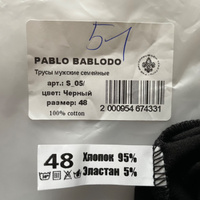 51
PABLO BABLODO
Трусы мужские семейные
арт.: S_05/
цвет: Черный
размер: 48
100% cotton
2 000954 674331
48 Хлопок 95%
Эластан 5%